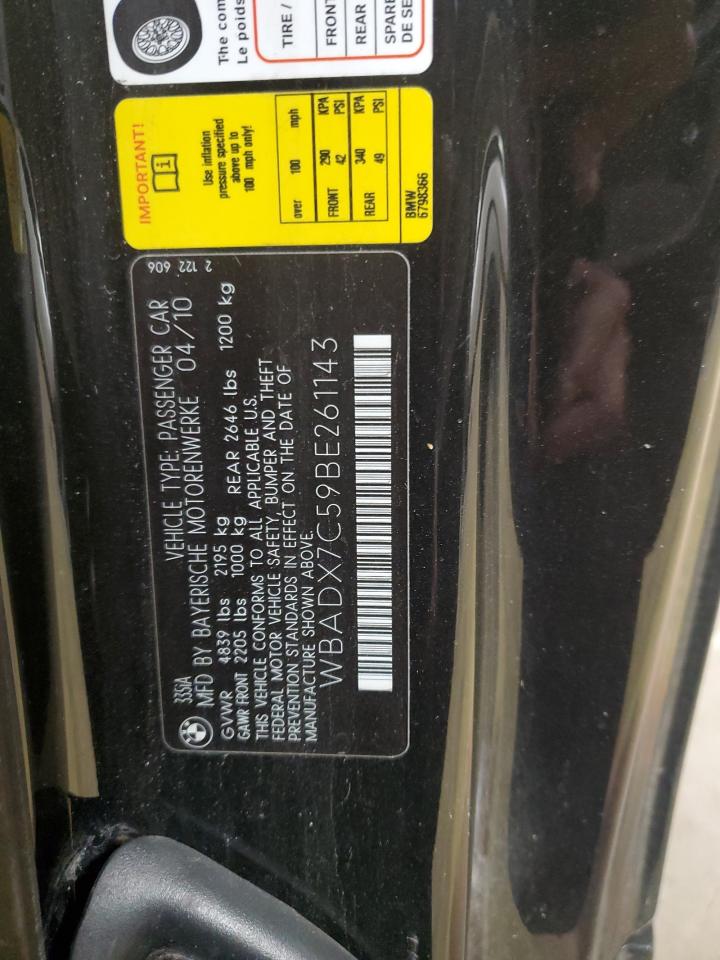 The com
Le poids
TIRE /
FRONT
REAR
SPARE
DE SE
IMPORTANT!
i
Use inflation
pressure specified
above up to
100 mph only!
over 100 mph
FRONT 290 KPA
42 PSI
REAR 340 KPA
49 PSI
BMW
6798366
2 122 606
335IA VEHICLE TYPE: PASSENGER CAR
BMW MFD BY BAYERISCHE MOTORENWERKE 04/10
GVWR 4839 lbs 2195 kg
GAWR FRONT 2205 lbs 1000 kg REAR 2646 lbs 1200 kg
THIS VEHICLE CONFORMS TO ALL APPLICABLE U.S.
FEDERAL MOTOR VEHICLE SAFETY, BUMPER AND THEFT
PREVENTION STANDARDS IN EFFECT ON THE DATE OF
MANUFACTURE SHOWN ABOVE
WBADX7C59BE261143